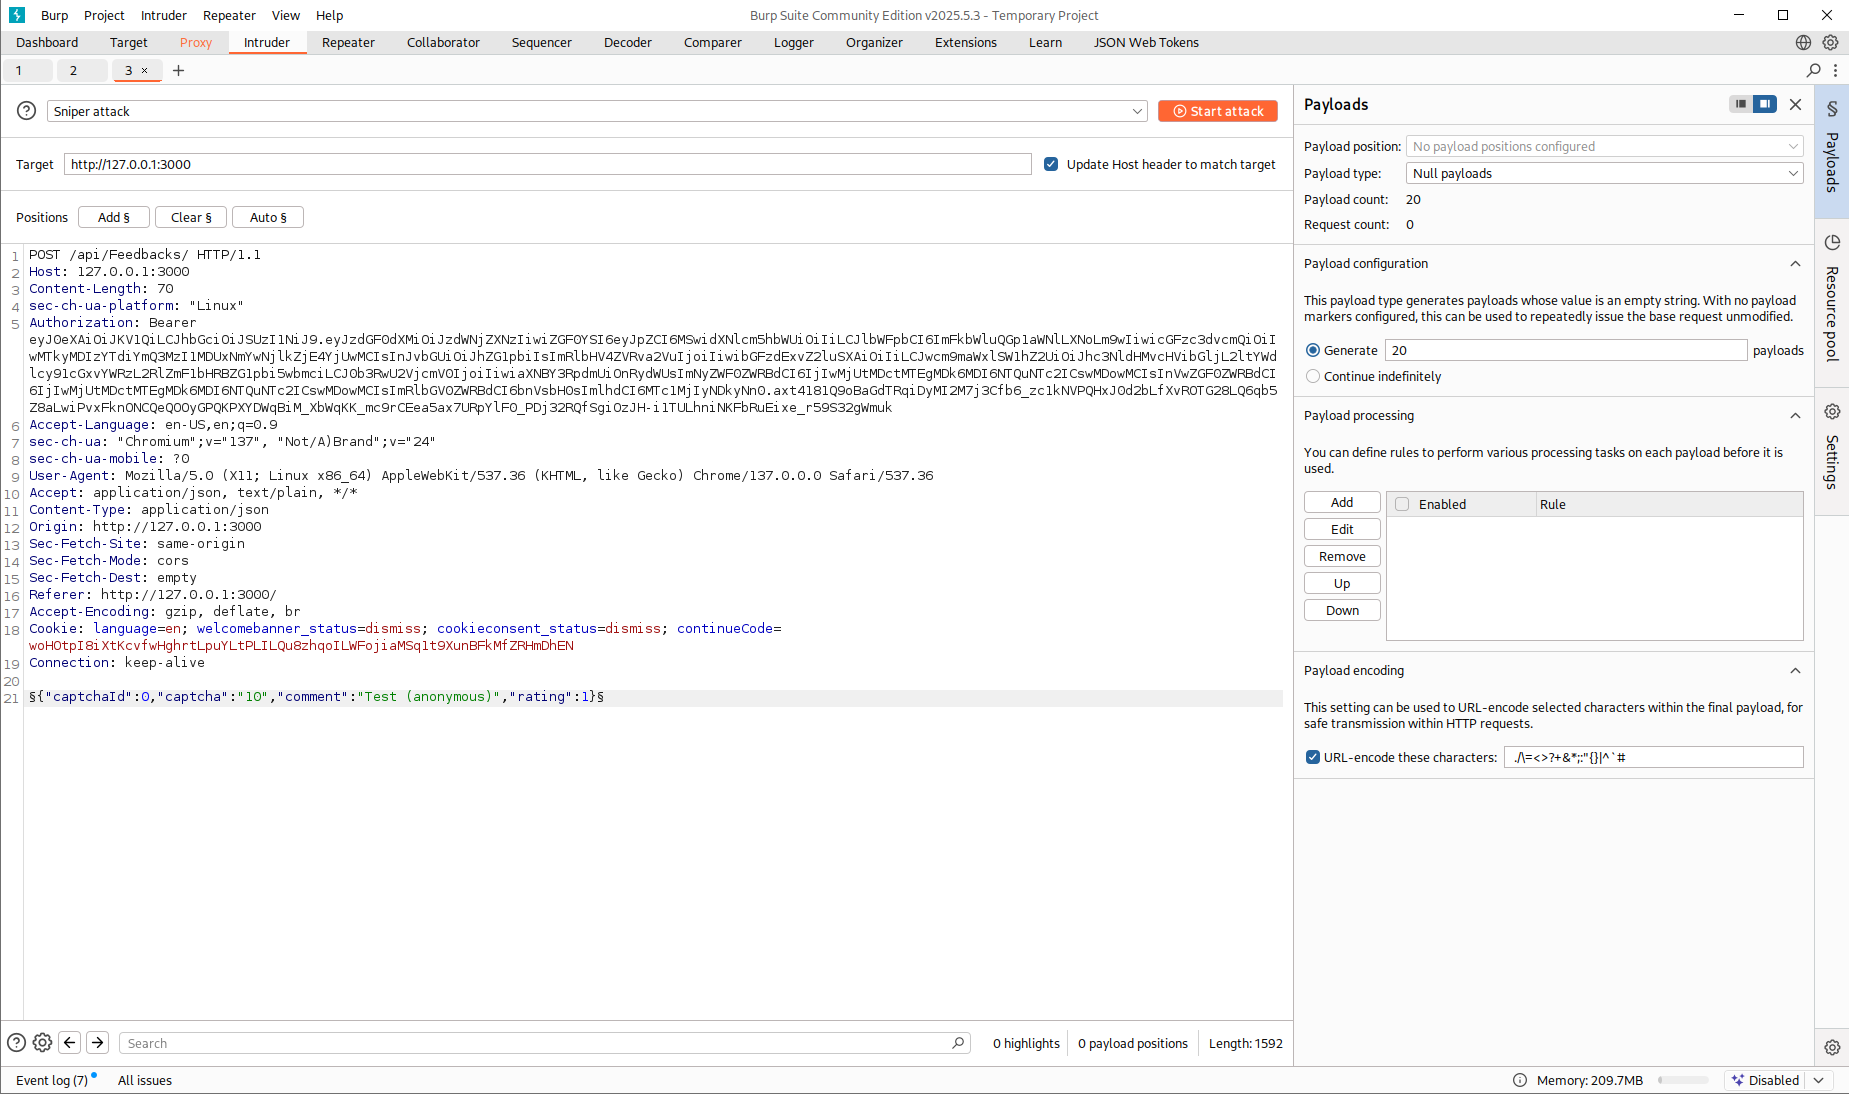 Burp Project Intruder Repeater View Help
Burp Suite Community Edition v2025.5.3 - Temporary Project
Dashboard Target Proxy Intruder Repeater Collaborator Sequencer Decoder Comparer Logger Organizer Extensions Learn JSON Web Tokens
1 2 3 × +
Sniper attack
Start attack
Target http://127.0.0.1:3000
Update Host header to match target
Positions Add § Clear § Auto §
1 POST /api/Feedbacks/ HTTP/1.1
2 Host: 127.0.0.1:3000
3 Content-Length: 70
4 sec-ch-ua-platform: "Linux"
5 Authorization: Bearer
6 Accept-Language: en-US,en;q=0.9
7 sec-ch-ua: "Chromium";v="137", "Not/A)Brand";v="24"
8 sec-ch-ua-mobile: ?0
9 User-Agent: Mozilla/5.0 (X11; Linux x86_64) AppleWebKit/537.36 (KHTML, like Gecko) Chrome/137.0.0.0 Safari/537.36
10 Accept: application/json, text/plain, */*
11 Content-Type: application/json
12 Origin: http://127.0.0.1:3000
13 Sec-Fetch-Site: same-origin
14 Sec-Fetch-Mode: cors
15 Sec-Fetch-Dest: empty
16 Referer: http://127.0.0.1:3000/
17 Accept-Encoding: gzip, deflate, br
18 Cookie: language=en; welcomebanner_status=dismiss; cookieconsent_status=dismiss; continueCode=
19 Connection: keep-alive
20
21 §{"captchaId":0,"captcha":"10","comment":"Test (anonymous)","rating":1}§
Search
0 highlights
0 payload positions
Length: 1592
Payloads
Payload position: No payload positions configured
Payload type: Null payloads
Payload count: 20
Request count: 0
Payload configuration
This payload type generates payloads whose value is an empty string. With no payload
markers configured, this can be used to repeatedly issue the base request unmodified.
Generate 20 payloads
Continue indefinitely
Payload processing
You can define rules to perform various processing tasks on each payload before it is
used.
Add
Edit
Remove
Up
Down
Enabled Rule
Payload encoding
This setting can be used to URL-encode selected characters within the final payload, for
safe transmission within HTTP requests.
URL-encode these characters: ./\=<>?+&*;:"{}|^`#
§ Payloads
Resource pool
Settings
Event log (7) All issues
Memory: 209.7MB
Disabled